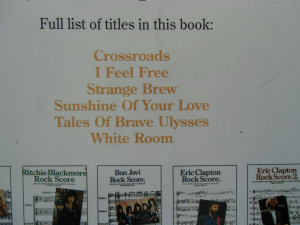 Full list of titles in this book:
Crossroads
I Feel Free
Strange Brew
Sunshine Of Your Love
Tales Of Brave Ulysses
White Room
Ritchie Blackmore
Rock Score.
Bon Jovi
Rock Score.
Eric Clapton
Rock Score.
Eric Clapton
Rock Score 2